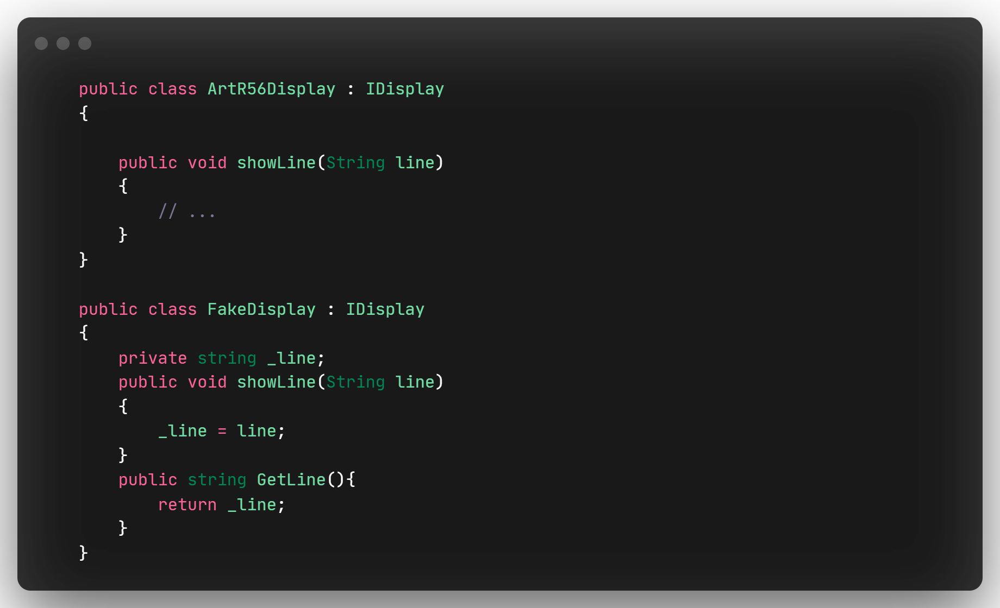 public class ArtR56Display : IDisplay
{
    public void showLine(String line)
    {
        // ...
    }
}
public class FakeDisplay : IDisplay
{
    private string _line;
    public void showLine(String line)
    {
        _line = line;
    }
    public string GetLine(){
        return _line;
    }
}